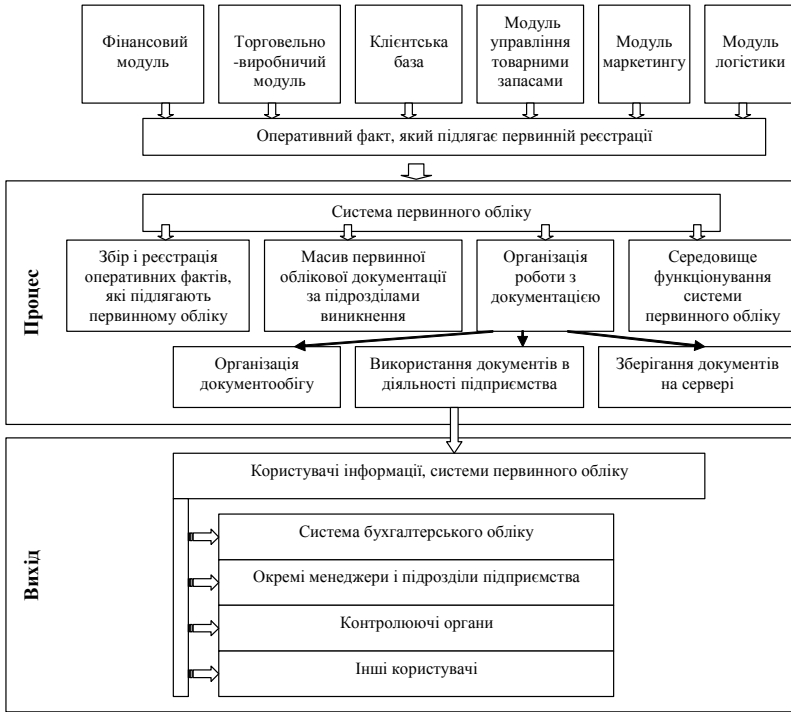 Фінансовий
модуль
Торговельно
-виробничий
модуль
Клієнтська
база
Модуль
управління
товарними
запасами
Модуль
маркетингу
Модуль
логістики
Оперативний факт, який підлягає первинній реєстрації
Процес
Система первинного обліку
Збір і реєстрація
оперативних фактів,
які підлягають
первинному обліку
Масив первинної
облікової документації
за підрозділами
виникнення
Організація
роботи з
документацією
Середовище
функціонування
системи
первинного обліку
Організація
документообігу
Використання документів в
діяльності підприємства
Зберігання документів
на сервері
Вихід
Користувачі інформації, системи первинного обліку
Система бухгалтерського обліку
Окремі менеджери і підрозділи підприємства
Контролюючі органи
Інші користувачі